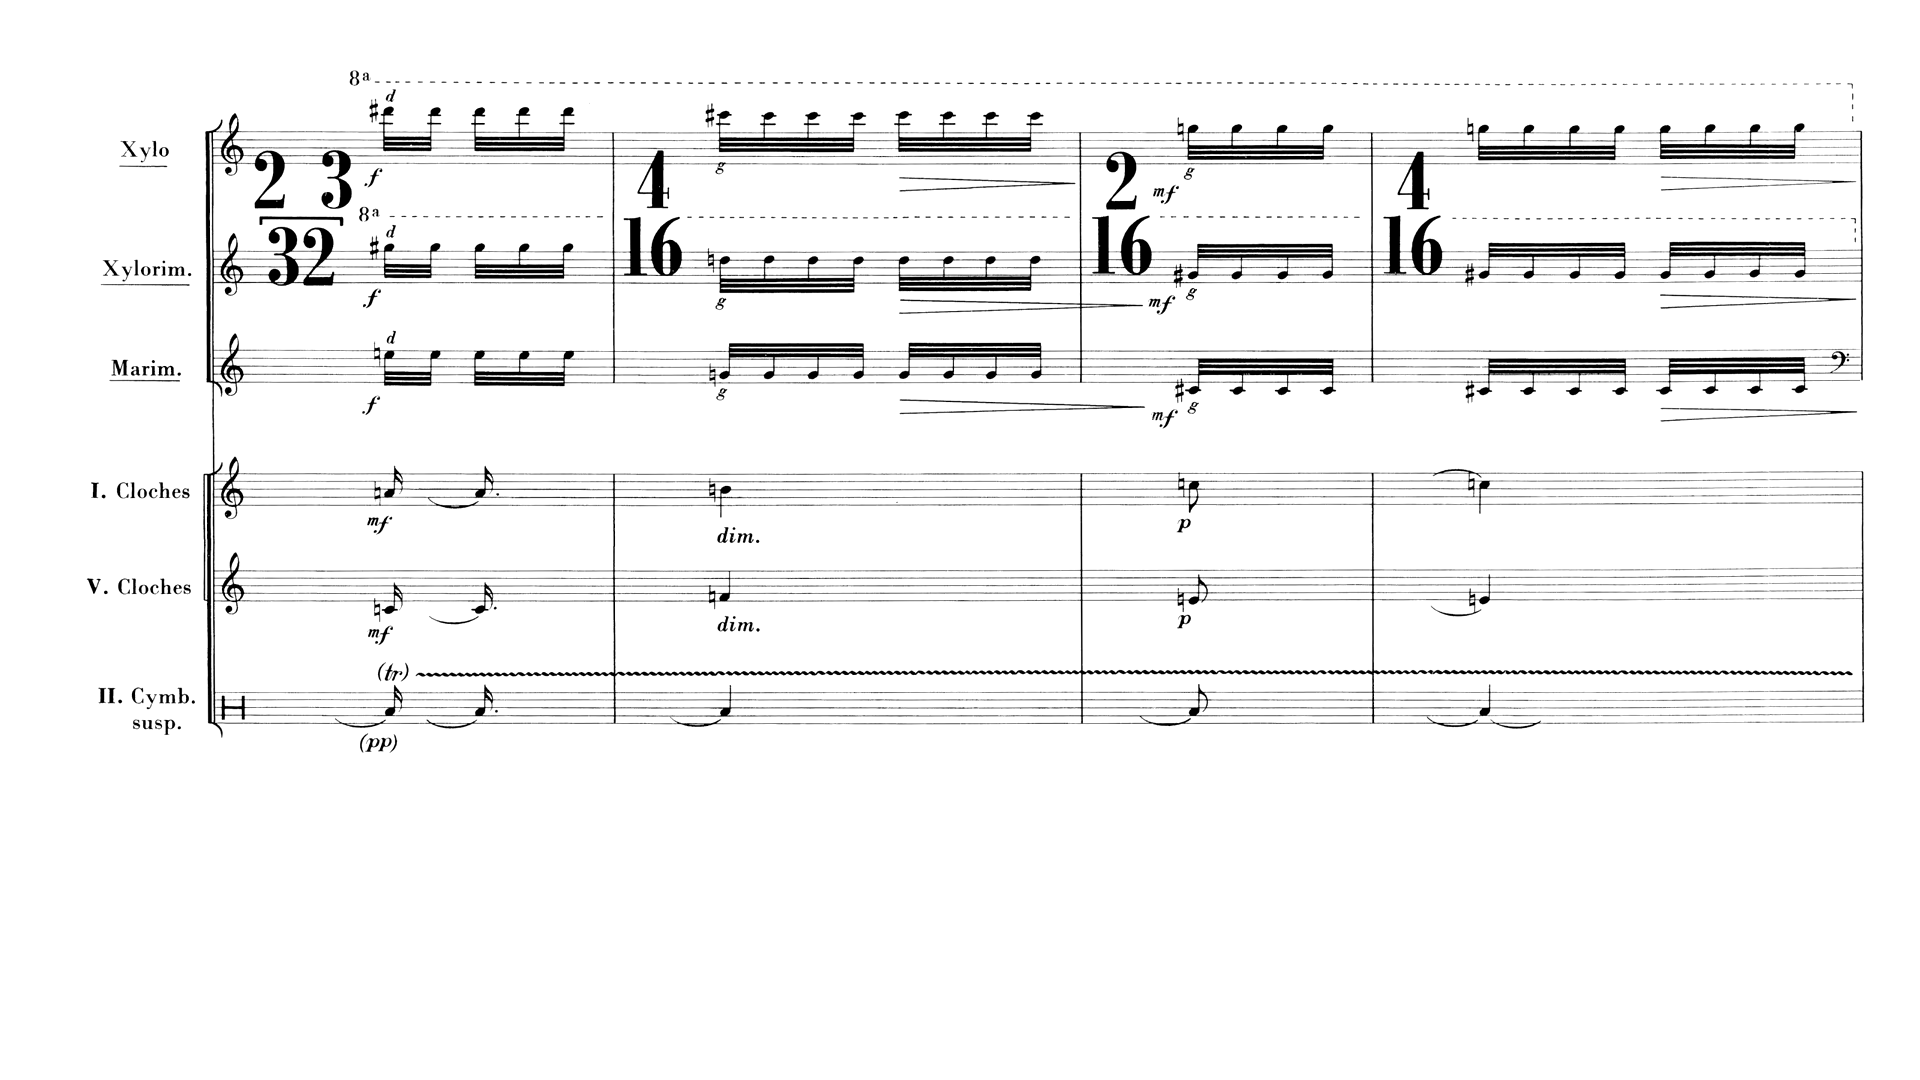 8ª
d
Xylo
2 3
f
g
4
g
mf
2
4
8ª
d
Xylorim.
32
f
16
g
16
mf
g
16
d
Marim.
f
g
mf
g
I. Cloches
mf
dim.
p
V. Cloches
mf
dim.
p
(tr)
II. Cymb.
susp.
(pp)